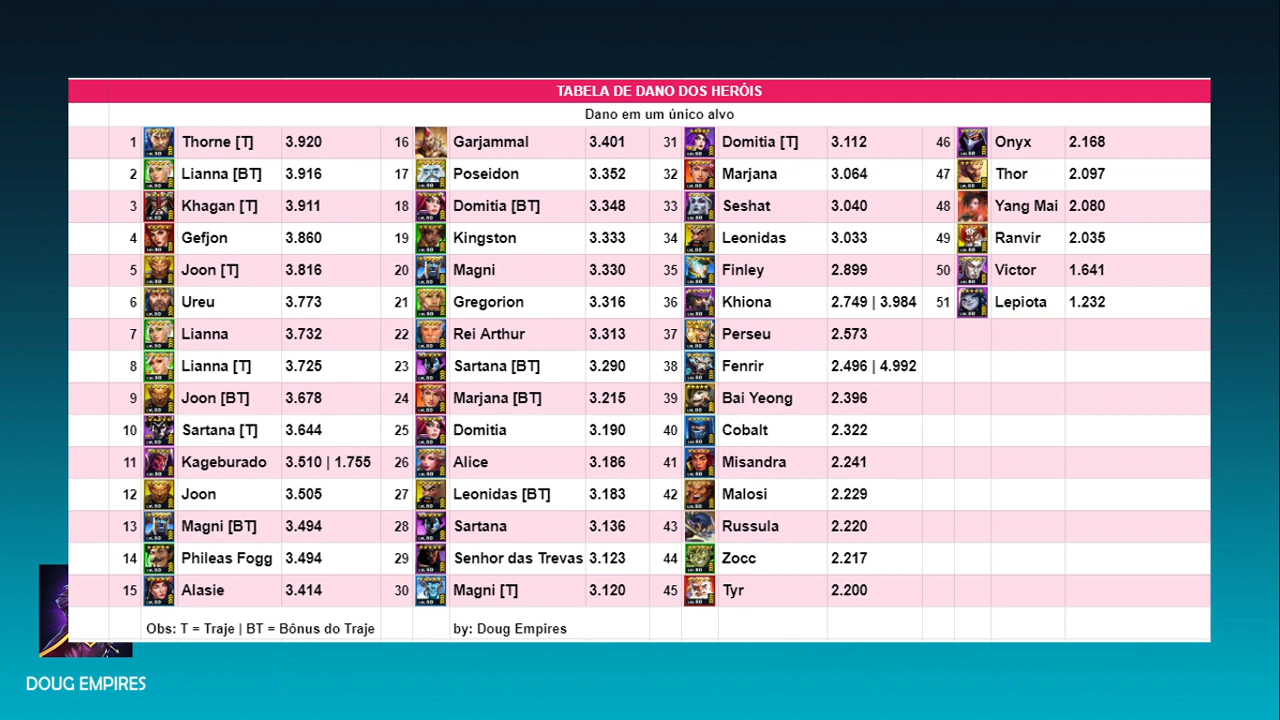 TABELA DE DANO DOS HERÓIS
Dano em um único alvo
1 Thorne [T] 3.920 16 Garjammal 3.401 31 Domitia [T] 3.112 46 Onyx 2.168
2 Lianna [BT] 3.916 17 Poseidon 3.352 32 Marjana 3.064 47 Thor 2.097
3 Khagan [T] 3.911 18 Domitia [BT] 3.348 33 Seshat 3.040 48 Yang Mai 2.080
4 Gefjon 3.860 19 Kingston 3.333 34 Leonidas 3.033 49 Ranvir 2.035
5 Joon [T] 3.816 20 Magni 3.330 35 Finley 2.899 50 Victor 1.641
6 Ureu 3.773 21 Gregorion 3.316 36 Khiona 2.749 | 3.984 51 Lepiota 1.232
7 Lianna 3.732 22 Rei Arthur 3.313 37 Perseu 2.573
8 Lianna [T] 3.725 23 Sartana [BT] 3.290 38 Fenrir 2.496 | 4.992
9 Joon [BT] 3.678 24 Marjana [BT] 3.215 39 Bai Yeong 2.396
10 Sartana [T] 3.644 25 Domitia 3.190 40 Cobalt 2.322
11 Kageburado 3.510 | 1.755 26 Alice 3.186 41 Misandra 2.241
12 Joon 3.505 27 Leonidas [BT] 3.183 42 Malosi 2.229
13 Magni [BT] 3.494 28 Sartana 3.136 43 Russula 2.220
14 Phileas Fogg 3.494 29 Senhor das Trevas 3.123 44 Zocc 2.217
15 Alasie 3.414 30 Magni [T] 3.120 45 Tyr 2.200
Obs: T = Traje | BT = Bônus do Traje by: Doug Empires
DOUG EMPIRES